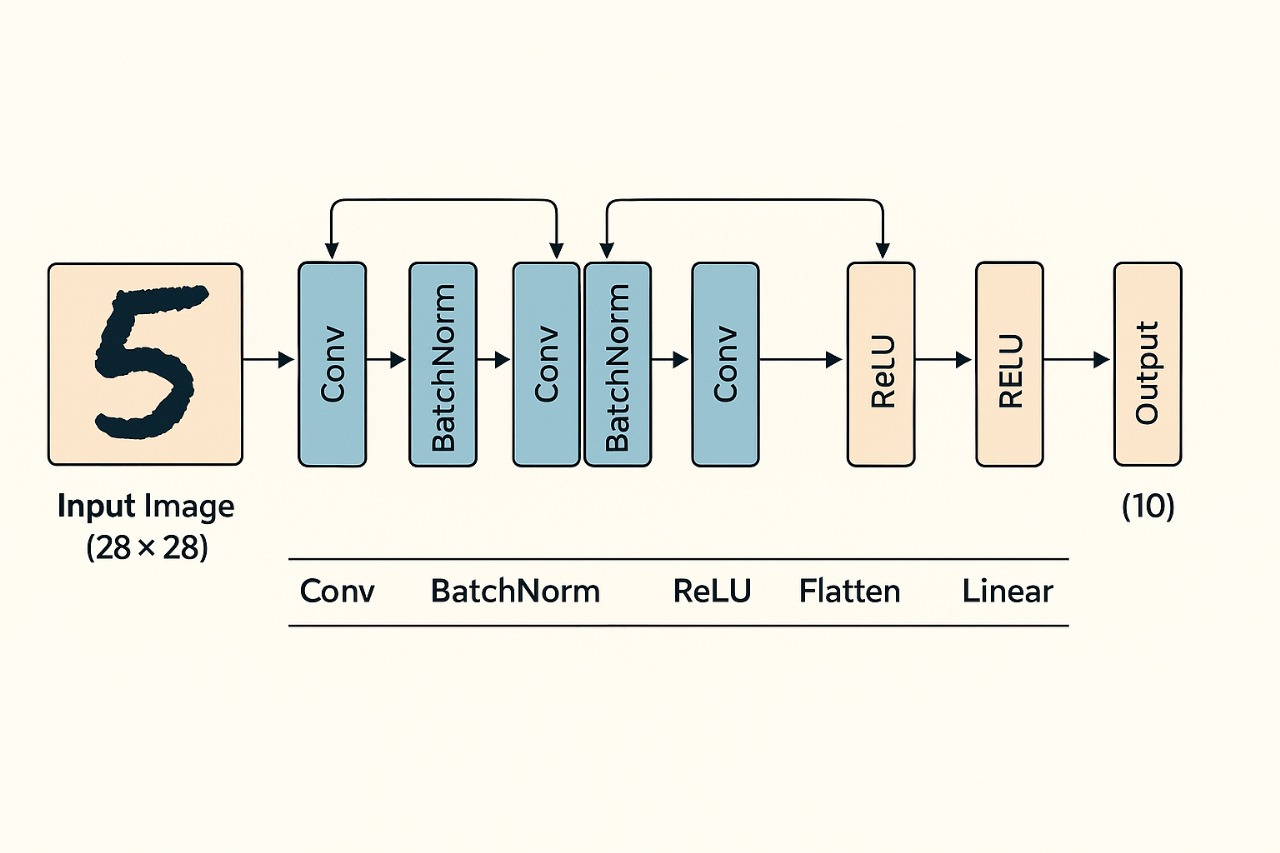 5
Conv
BatchNorm
Conv
BatchNorm
Conv
ReLU
RELU
Output
Input Image
(28 × 28)
(10)
Conv BatchNorm ReLU Flatten Linear